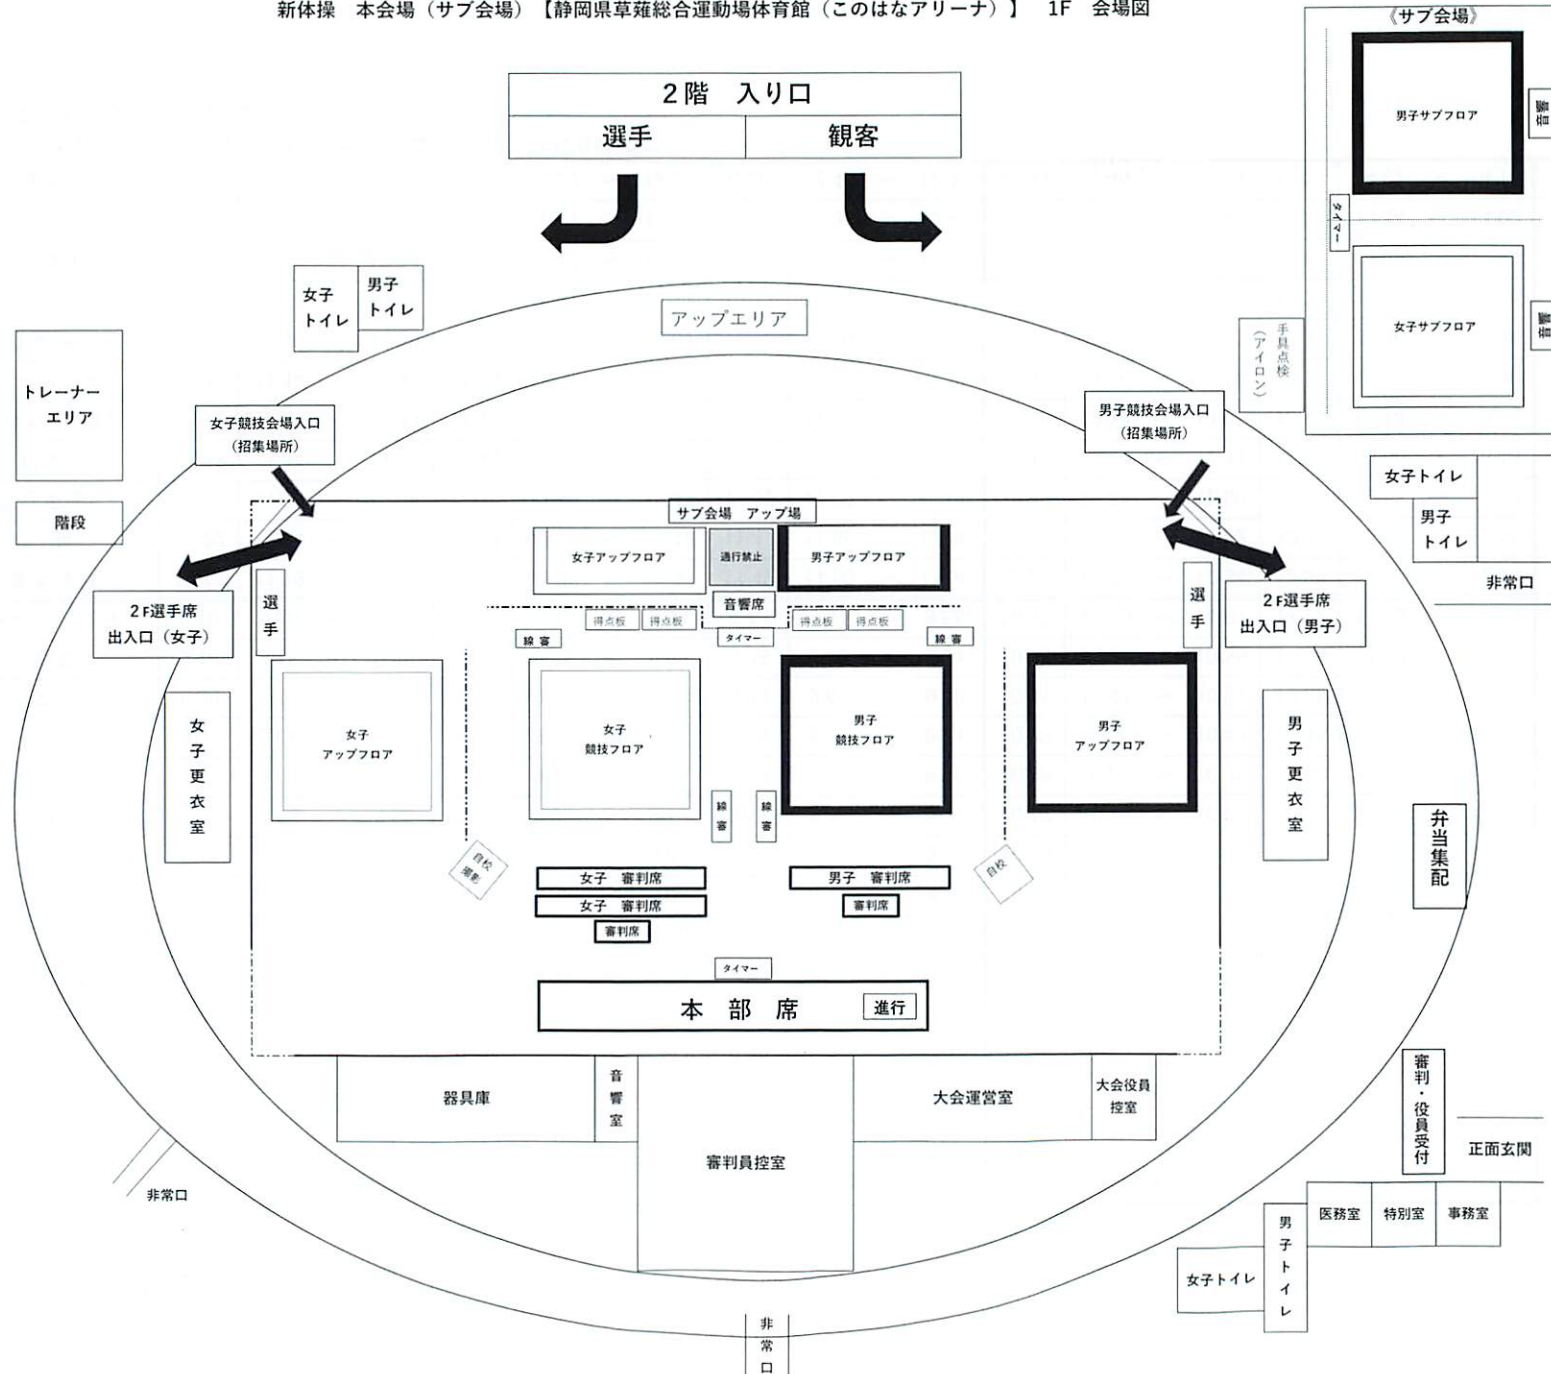 新体操　本会場（サブ会場）【静岡県草薙総合運動場体育館（このはなアリーナ）】　1F　会場図
《サブ会場》
男子サブフロア
音響
タイマー
女子サブフロア
音響
手具点検
（アイロン）
２階　入り口
選手
観客
女子
トイレ
男子
トイレ
アップエリア
トレーナー
エリア
女子競技会場入口
（招集場所）
男子競技会場入口
（招集場所）
女子トイレ
男子
トイレ
非常口
階段
サブ会場　アップ場
女子アップフロア
通行禁止
男子アップフロア
音響席
得点板
得点板
得点板
得点板
線審
タイマー
線審
選手
選手
２F選手席
出入口（女子）
２F選手席
出入口（男子）
女子更衣室
女子
アップフロア
女子
競技フロア
男子
競技フロア
男子
アップフロア
男子更衣室
線審
線審
自校
撮影
自校
弁当集配
女子　審判席
女子　審判席
審判席
男子　審判席
審判席
タイマー
本部席
進行
器具庫
音響室
審判員控室
大会運営室
大会役員
控室
審判・役員受付
正面玄関
非常口
医務室
特別室
事務室
男子トイレ
女子トイレ
非常口